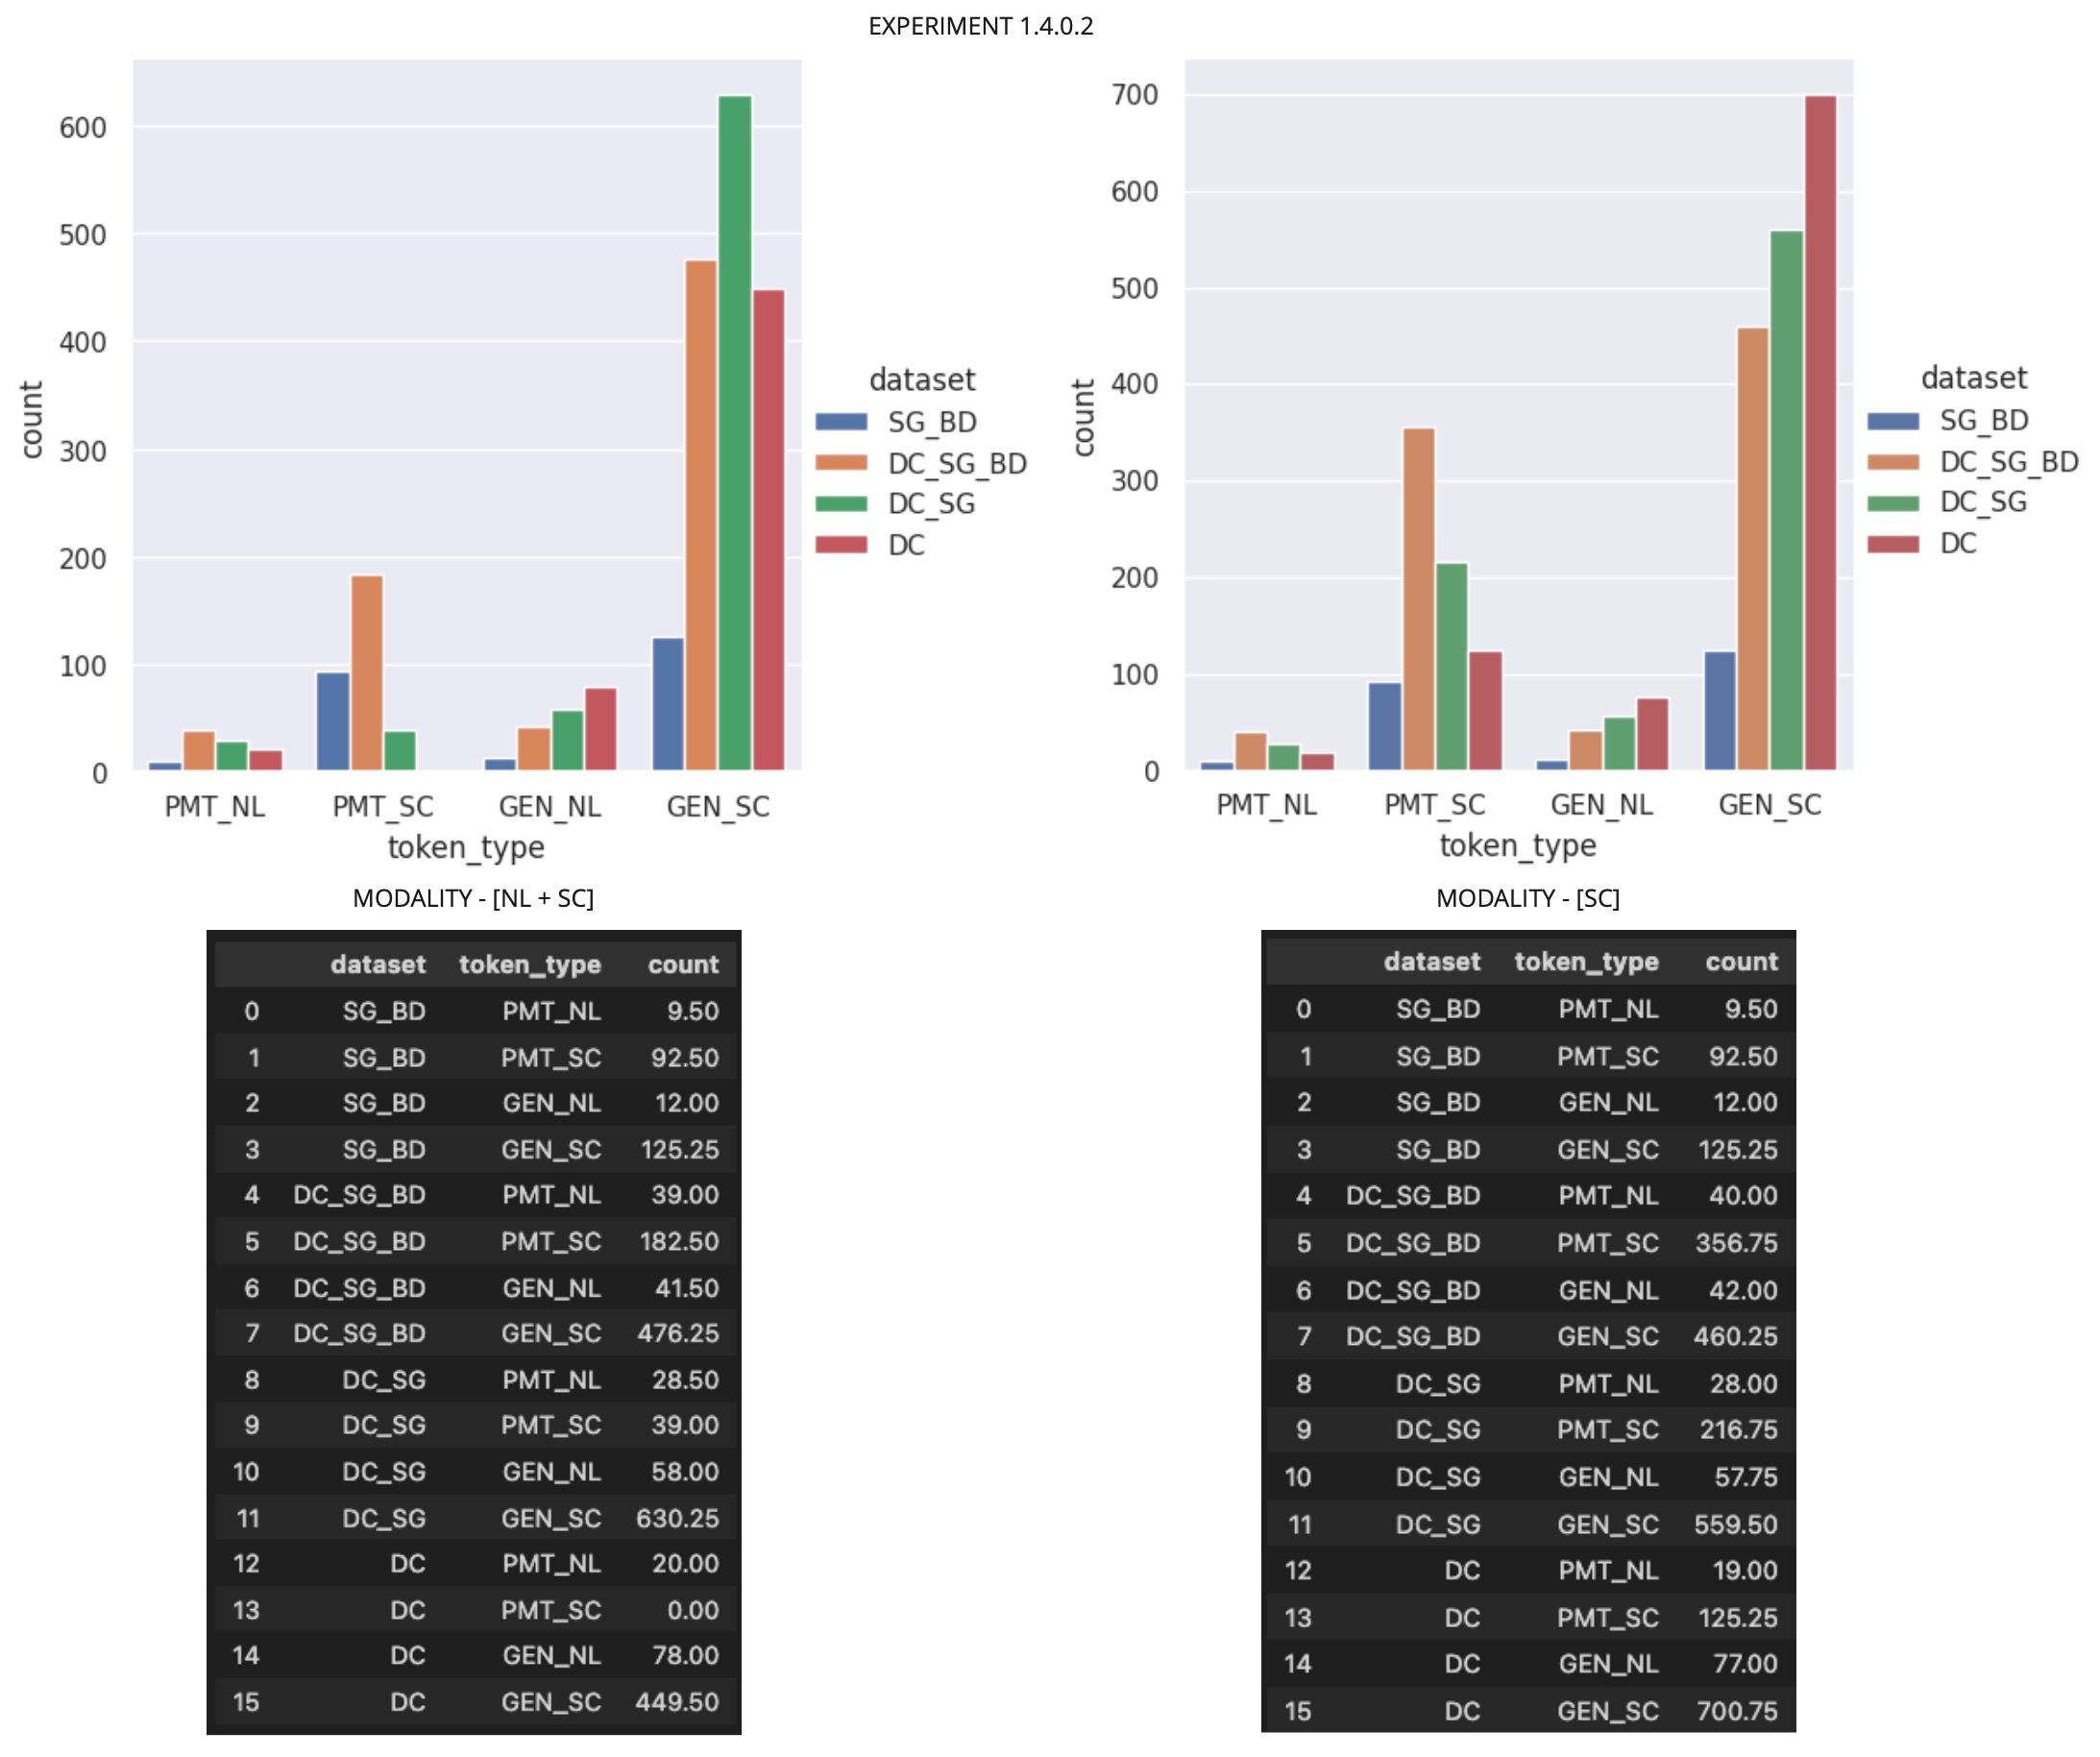 EXPERIMENT 1.4.0.2
600
500
400
300
200
100
0
count
PMT_NL PMT_SC GEN_NL GEN_SC
token_type
dataset
SG_BD
DC_SG_BD
DC_SG
DC
700
600
500
400
300
200
100
0
count
PMT_NL PMT_SC GEN_NL GEN_SC
token_type
dataset
SG_BD
DC_SG_BD
DC_SG
DC
MODALITY - [NL + SC]
dataset token_type count
0 SG_BD PMT_NL 9.50
1 SG_BD PMT_SC 92.50
2 SG_BD GEN_NL 12.00
3 SG_BD GEN_SC 125.25
4 DC_SG_BD PMT_NL 39.00
5 DC_SG_BD PMT_SC 182.50
6 DC_SG_BD GEN_NL 41.50
7 DC_SG_BD GEN_SC 476.25
8 DC_SG PMT_NL 28.50
9 DC_SG PMT_SC 39.00
10 DC_SG GEN_NL 58.00
11 DC_SG GEN_SC 630.25
12 DC PMT_NL 20.00
13 DC PMT_SC 0.00
14 DC GEN_NL 78.00
15 DC GEN_SC 449.50
MODALITY - [SC]
dataset token_type count
0 SG_BD PMT_NL 9.50
1 SG_BD PMT_SC 92.50
2 SG_BD GEN_NL 12.00
3 SG_BD GEN_SC 125.25
4 DC_SG_BD PMT_NL 40.00
5 DC_SG_BD PMT_SC 356.75
6 DC_SG_BD GEN_NL 42.00
7 DC_SG_BD GEN_SC 460.25
8 DC_SG PMT_NL 28.00
9 DC_SG PMT_SC 216.75
10 DC_SG GEN_NL 57.75
11 DC_SG GEN_SC 559.50
12 DC PMT_NL 19.00
13 DC PMT_SC 125.25
14 DC GEN_NL 77.00
15 DC GEN_SC 700.75